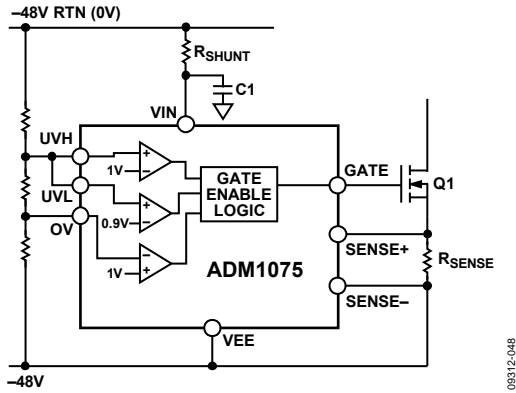 –48V RTN (0V)
RSHUNT
C1
VIN
UVH
+
1V
–
GATE
ENABLE
LOGIC
GATE
Q1
UVL
+
0.9V
–
OV
–
1V
+
ADM1075
SENSE+
RSENSE
SENSE–
VEE
–48V
09312-048